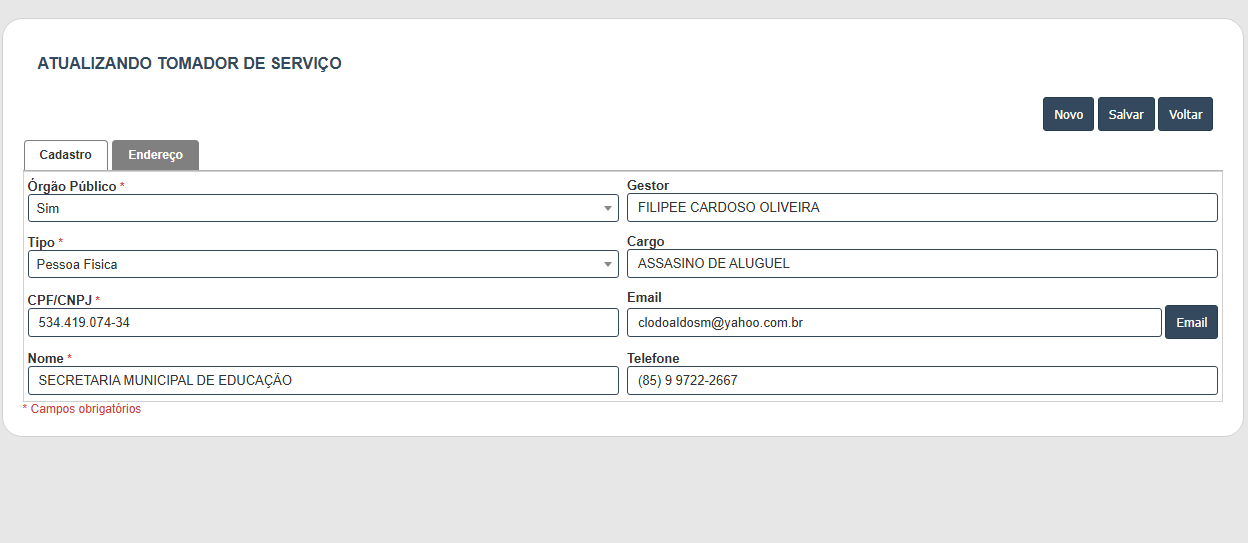 ATUALIZANDO TOMADOR DE SERVIÇO
Novo Salvar Voltar
Cadastro Endereço
Órgão Público *
Sim
Gestor
FILIPEE CARDOSO OLIVEIRA
Tipo *
Pessoa Fisica
Cargo
ASSASINO DE ALUGUEL
CPF/CNPJ *
534.419.074-34
Email
clodoaldosm@yahoo.com.br Email
Nome *
SECRETARIA MUNICIPAL DE EDUCAÇÃO
Telefone
(85) 9 9722-2667
* Campos obrigatórios